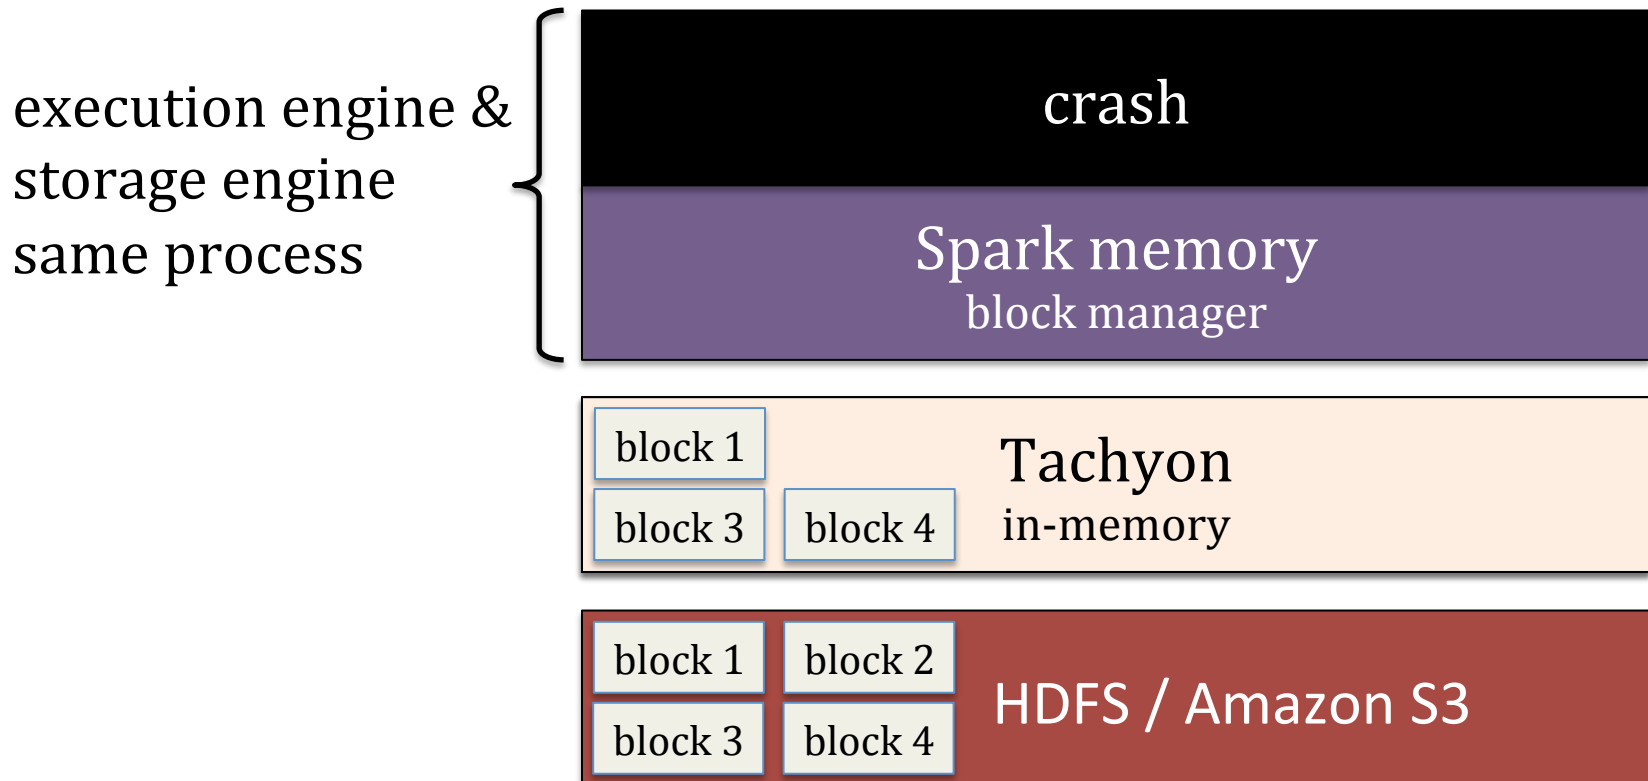 execution engine &
storage engine
same process
crash
Spark memory
block manager
block 1
block 3 block 4
Tachyon
in-memory
block 1 block 2
block 3 block 4
HDFS / Amazon S3